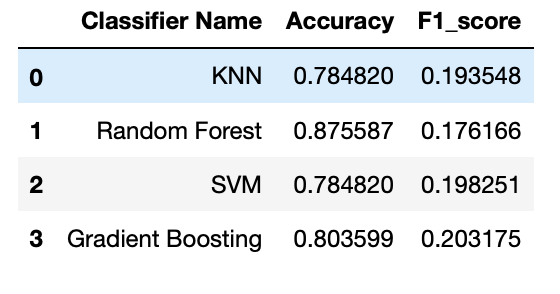 Classifier Name Accuracy F1_score
0 KNN 0.784820 0.193548
1 Random Forest 0.875587 0.176166
2 SVM 0.784820 0.198251
3 Gradient Boosting 0.803599 0.203175